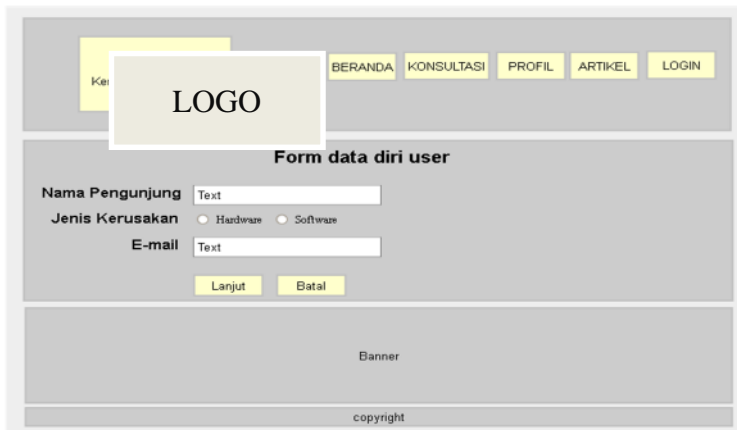 BERANDA KONSULTASI PROFIL ARTIKEL LOGIN
LOGO
Form data diri user
Nama Pengunjung Text
Jenis Kerusakan Hardware Software
E-mail Text
Lanjut Batal
Banner
copyright